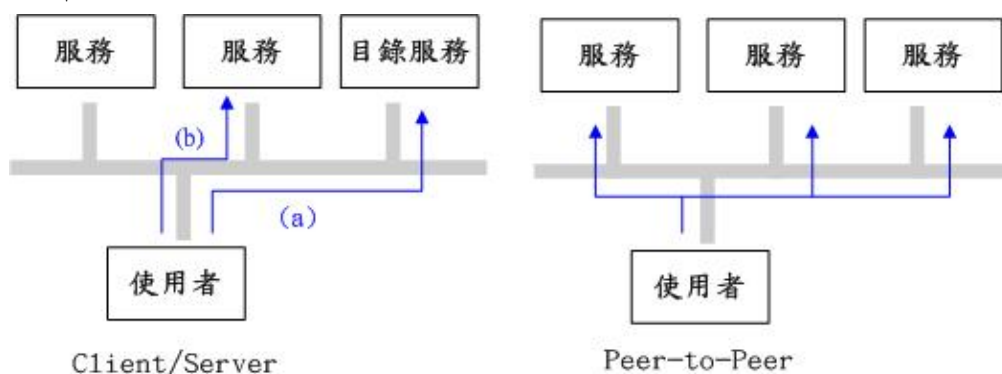 服務 服務 目錄服務 服務 服務 服務
(b)
(a)
使用者 使用者
Client/Server Peer-to-Peer